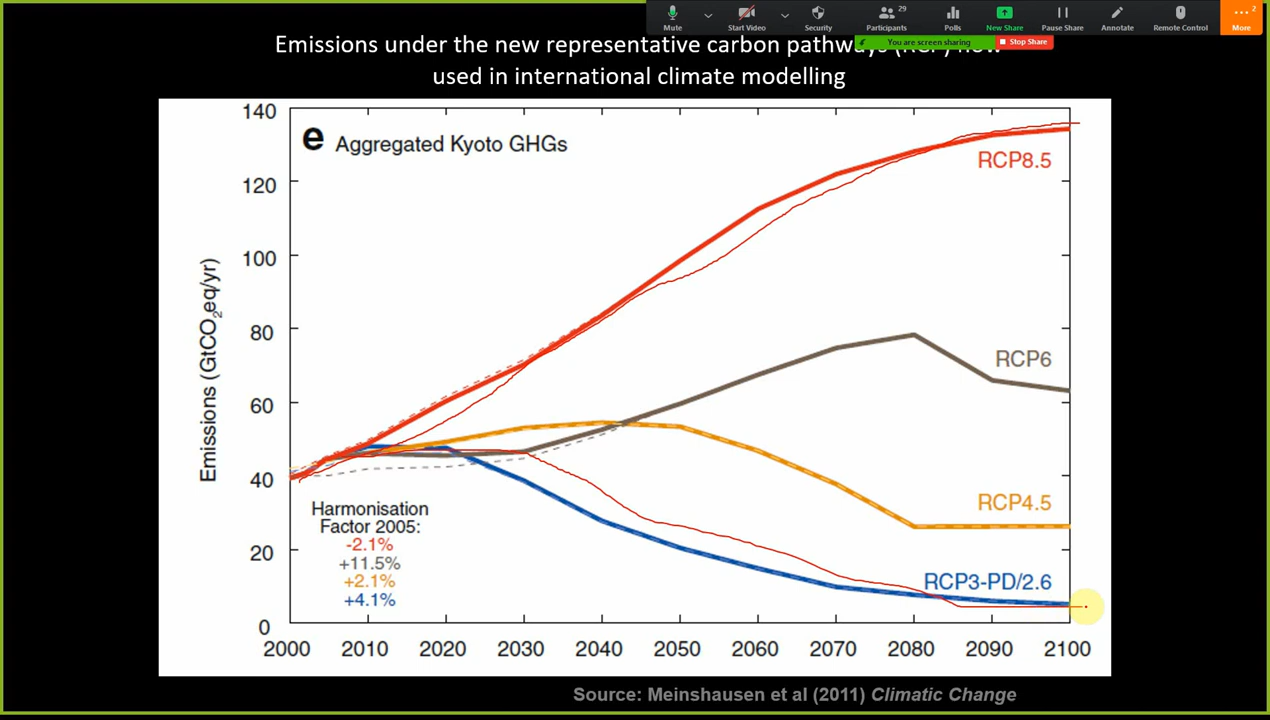 29
2
Mute
Start Video
Security
Participants
Polls
New Share
Pause Share
Annotate
Remote Control
More
You are screen sharing
Stop Share
Emissions under the new representative carbon pathways
used in international climate modelling
e Aggregated Kyoto GHGs
Emissions (GtCO2eq/yr)
140
120
100
80
60
40
20
0
RCP8.5
RCP6
RCP4.5
RCP3-PD/2.6
Harmonisation
Factor 2005:
-2.1%
+11.5%
+2.1%
+4.1%
2000 2010 2020 2030 2040 2050 2060 2070 2080 2090 2100
Source: Meinshausen et al (2011) Climatic Change